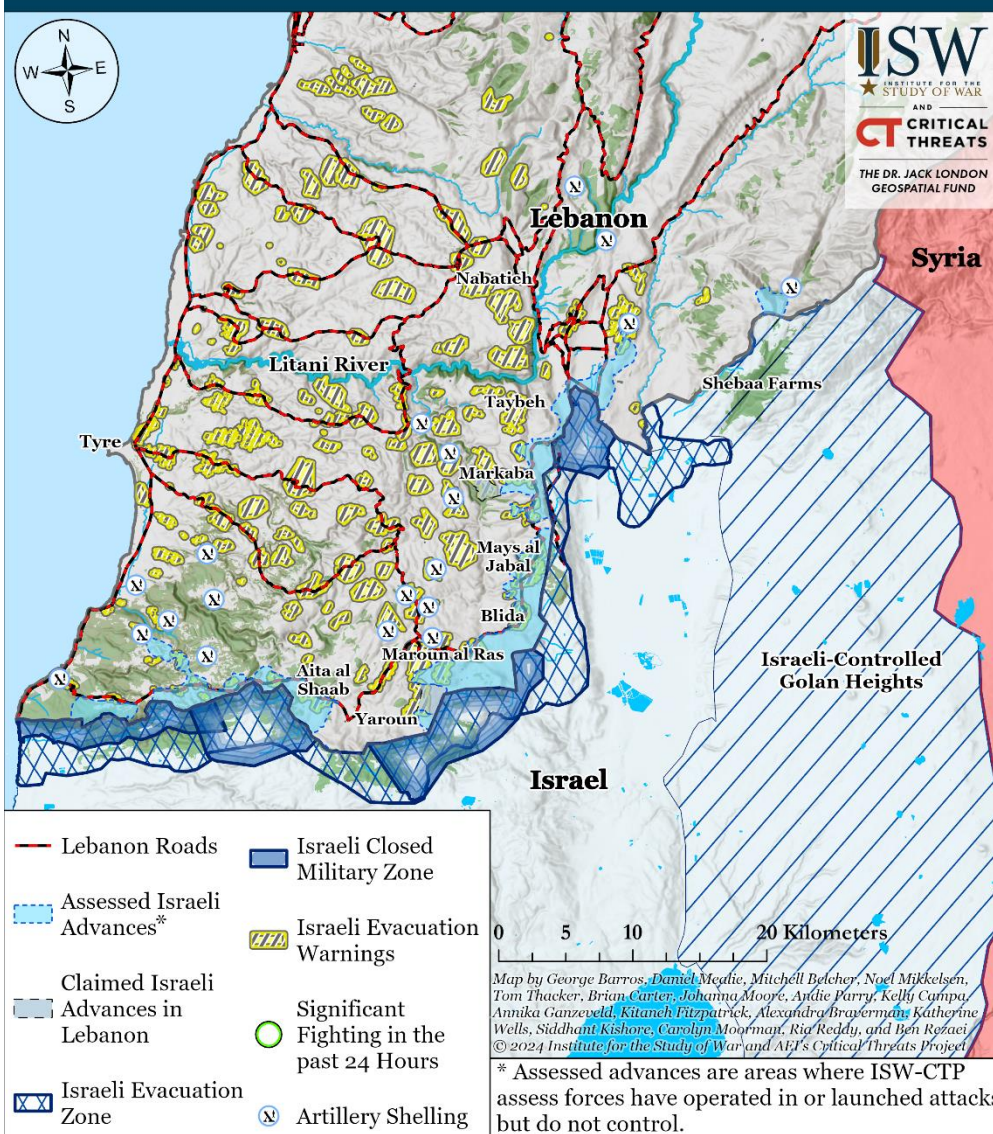 N
W E
S
ISW
INSTITUTE FOR THE
STUDY OF WAR
AND
CT CRITICAL
THREATS
THE DR. JACK LONDON
GEOSPATIAL FUND
Lebanon
Syria
Nabatieh
Litani River
Shebaa Farms
Taybeh
Tyre
Markaba
Mays al
Jabal
Blida
Maroun al Ras
Aita al
Shaab
Yaroun
Israeli-Controlled
Golan Heights
Israel
Lebanon Roads
Assessed Israeli
Advances*
Claimed Israeli
Advances in
Lebanon
Israeli Evacuation
Zone
Israeli Closed
Military Zone
Israeli Evacuation
Warnings
Significant
Fighting in the
past 24 Hours
Artillery Shelling
0 5 10 20 Kilometers
Map by George Barros, Daniel Mealie, Mitchell Belcher, Noel Mikkelsen,
Tom Thacker, Brian Carter, Johanna Moore, Andie Parry, Kelly Campa,
Annika Ganzeveld, Kitaneh Fitzpatrick, Alexandra Braverman, Katherine
Wells, Siddhant Kishore, Carolyn Moorman, Ria Reddy, and Ben Rezaei
© 2024 Institute for the Study of War and AEI's Critical Threats Project
* Assessed advances are areas where ISW-CTP
assess forces have operated in or launched attacks
but do not control.